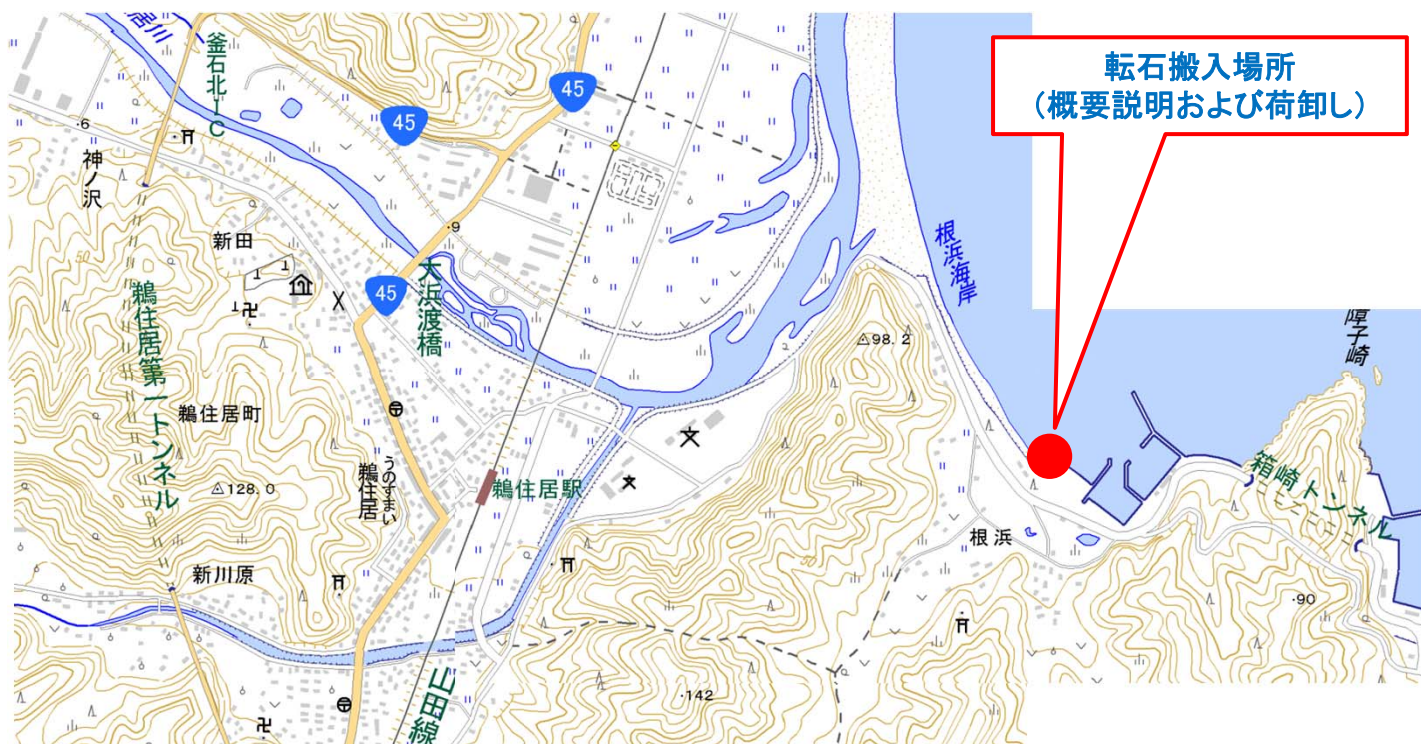 転石搬入場所
(概要説明および荷卸し)
居川
釜石北IC
45
45
45
・6
神ノ沢
新田
・9
大浜渡橋
50
鵜住居第一トンネル
鵜住居町
△128.0
うのすまい
鵜住居
鵜住居駅
新川原
山田線
・142
△98.2
根浜海岸
根浜
障子崎
箱崎トンネル
・90